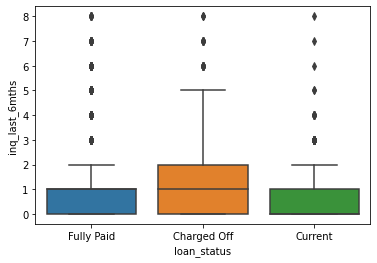 8
7
6
5
4
3
2
1
0
inq_last_6mths
Fully Paid
Charged Off
Current
loan_status